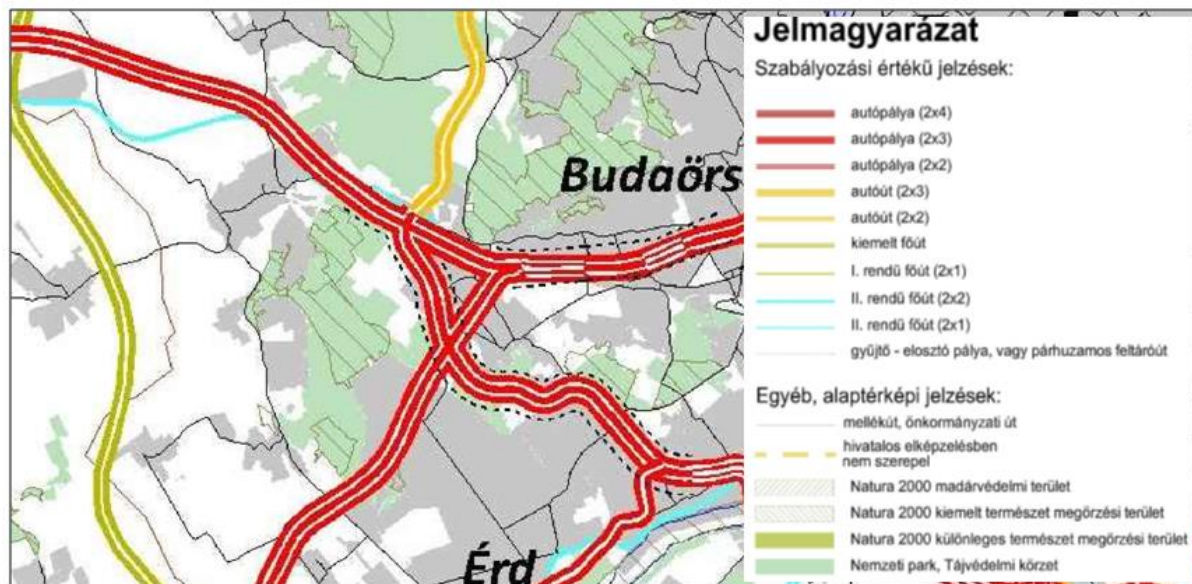 Budaörs
Érd
Jelmagyarázat
Szabályozási értékű jelzések:
autópálya (2x4)
autópálya (2x3)
autópálya (2x2)
autóút (2x3)
autóút (2x2)
kiemelt főút
I. rendű főút (2x1)
II. rendű főút (2x2)
II. rendű főút (2x1)
gyűjtő - elosztó pálya, vagy párhuzamos feltáróút
Egyéb, alaptérképi jelzések:
mellékút, önkormányzati út
hivatalos elképzelésben
nem szerepel
Natura 2000 madárvédelmi terület
Natura 2000 kiemelt természet megőrzési terület
Natura 2000 különleges természet megőrzési terület
Nemzeti park, Tájvédelmi körzet